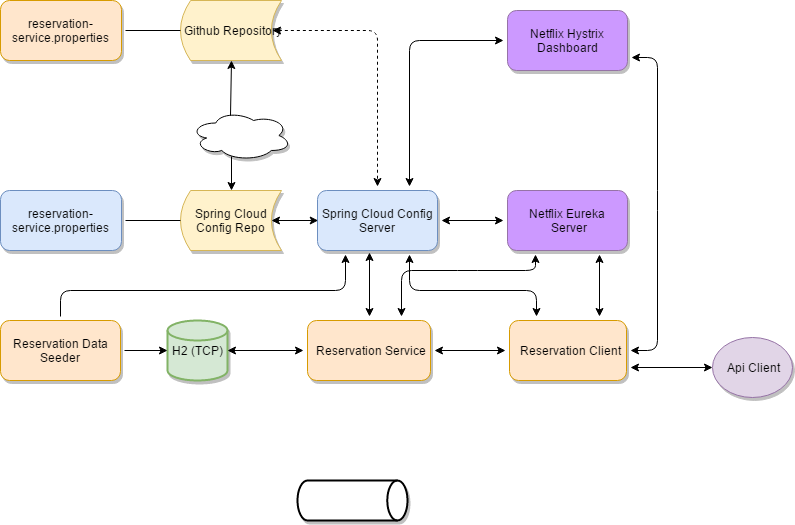 reservation-
service.properties
Github Repository
Netflix Hystrix
Dashboard
reservation-
service.properties
Spring Cloud
Config Repo
Spring Cloud Config
Server
Netflix Eureka
Server
Reservation Data
Seeder
H2 (TCP)
Reservation Service
Reservation Client
Api Client